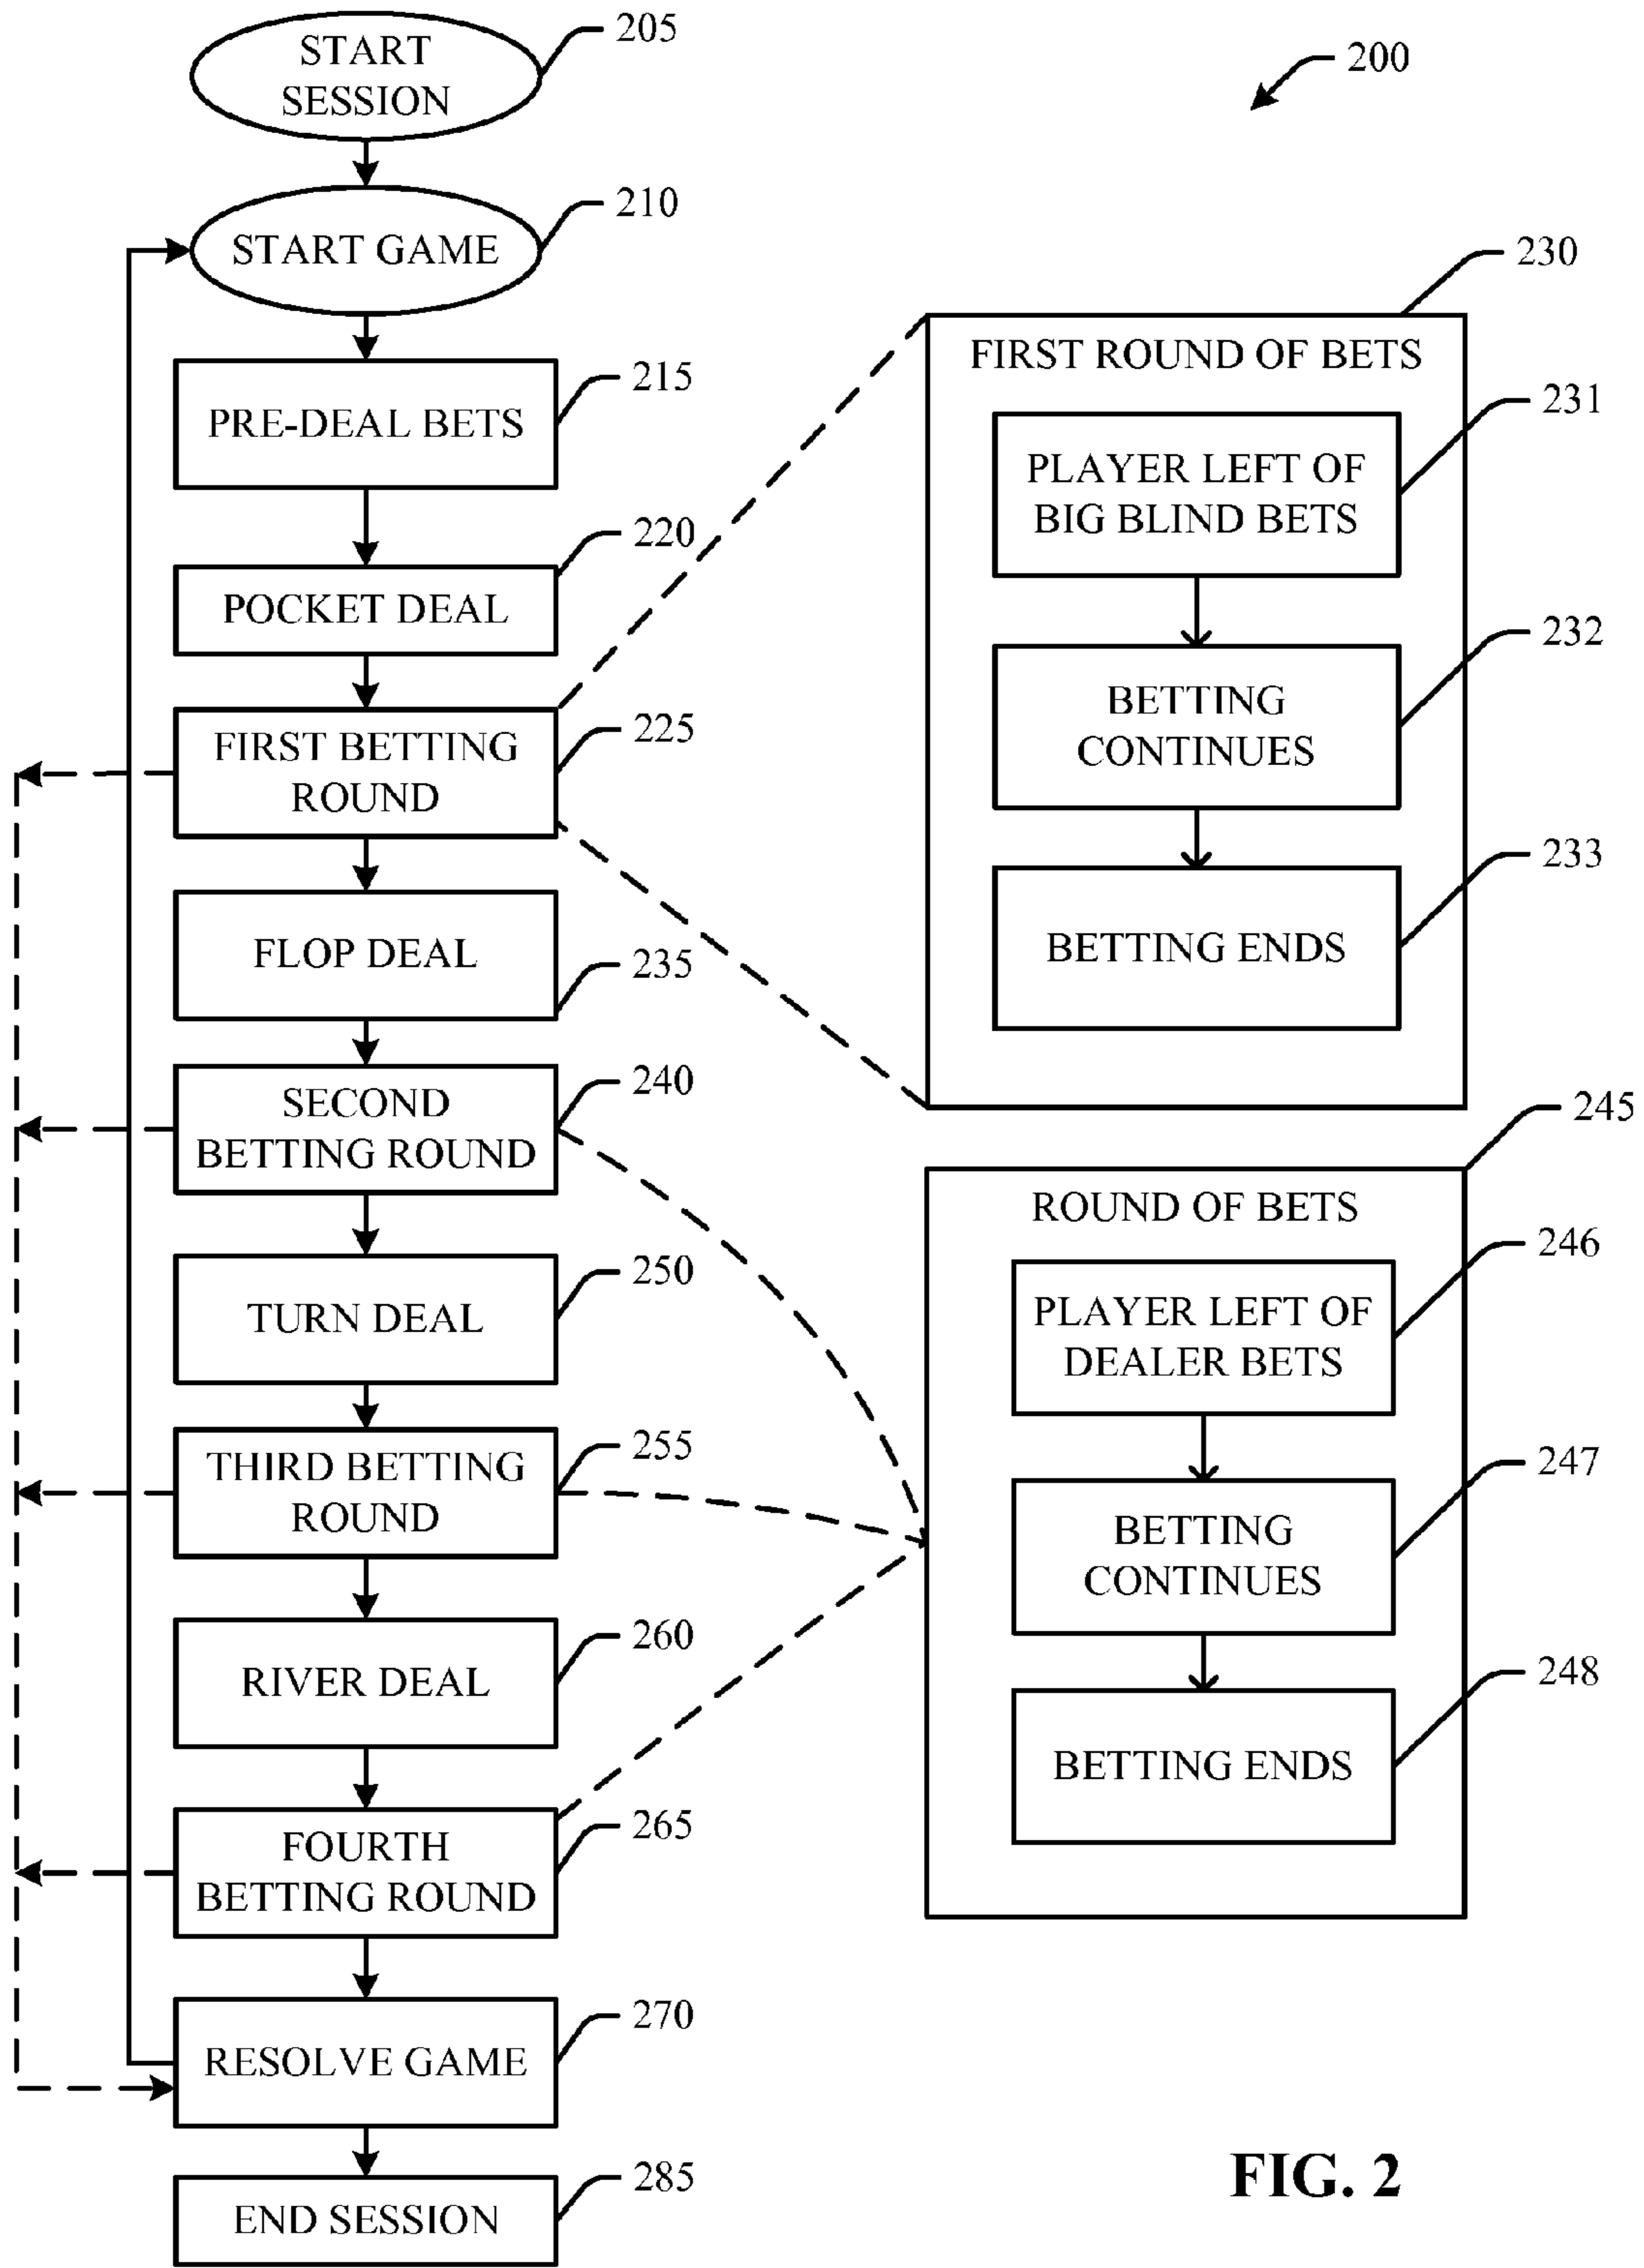 205
START
SESSION
200
210
START GAME
230
FIRST ROUND OF BETS
215
PRE-DEAL BETS
231
PLAYER LEFT OF
BIG BLIND BETS
220
POCKET DEAL
232
BETTING
CONTINUES
225
FIRST BETTING
ROUND
233
BETTING ENDS
FLOP DEAL
235
240
SECOND
BETTING ROUND
245
ROUND OF BETS
246
PLAYER LEFT OF
DEALER BETS
250
TURN DEAL
255
THIRD BETTING
ROUND
247
BETTING
CONTINUES
260
RIVER DEAL
248
BETTING ENDS
265
FOURTH
BETTING ROUND
270
RESOLVE GAME
285
END SESSION
FIG. 2